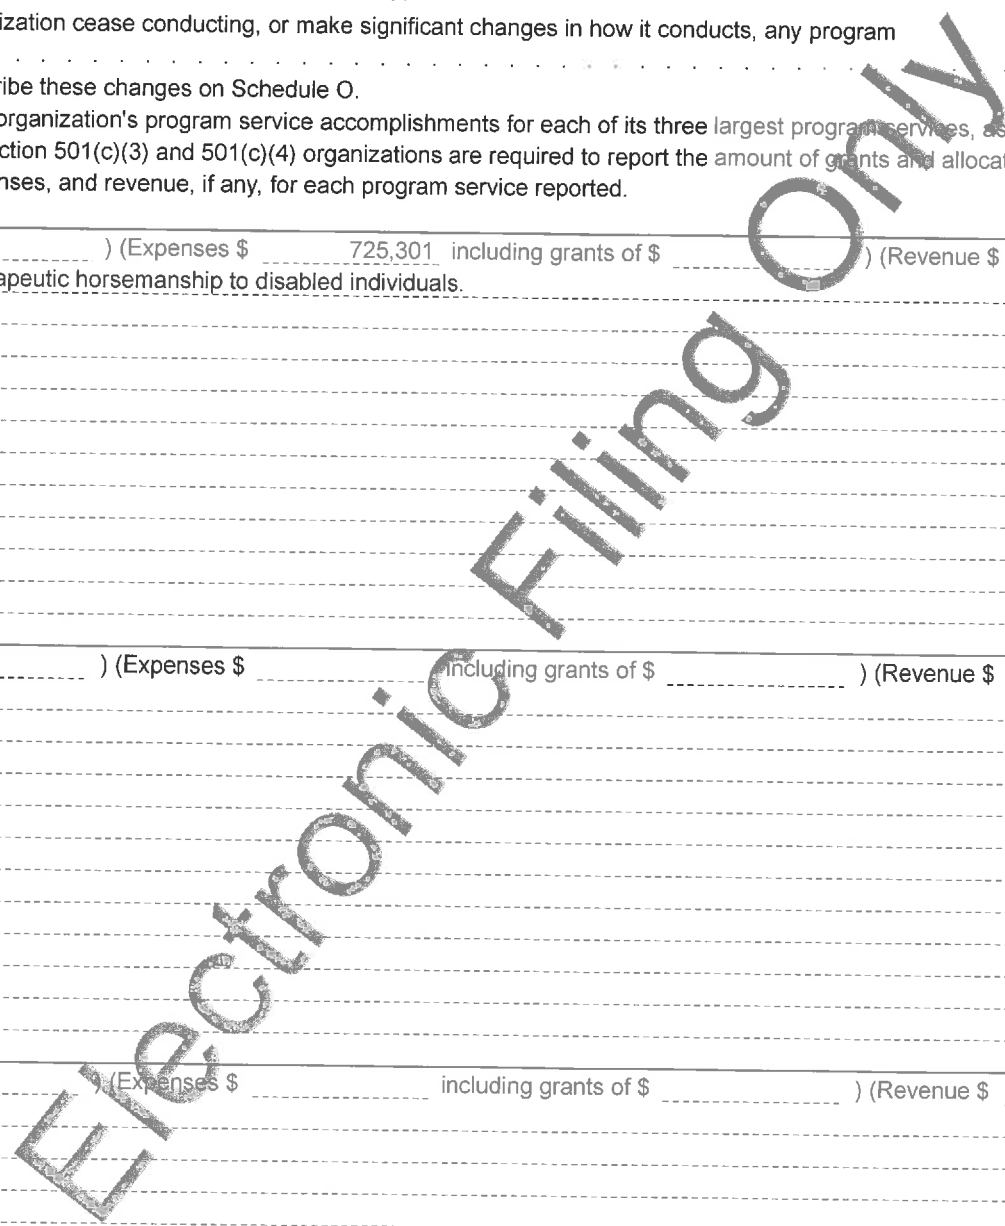 ization cease conducting, or make significant changes in how it conducts, any program
ribe these changes on Schedule O.
organization's program service accomplishments for each of its three largest program services, as
ction 501(c)(3) and 501(c)(4) organizations are required to report the amount of grants and allocat
nses, and revenue, if any, for each program service reported.
) (Expenses $ 725,301 including grants of $ ) (Revenue $
apeutic horsemanship to disabled individuals.
) (Expenses $ including grants of $ ) (Revenue $
) (Expenses $ including grants of $ ) (Revenue $
Electronic Filing Only